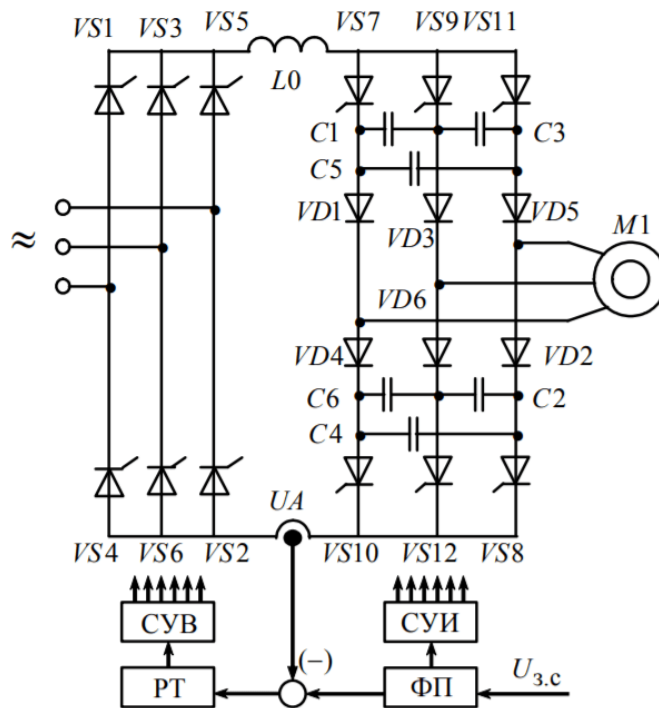 VS1 VS3 VS5 VS7 VS9 VS11
L0
C1 C3
C5
VD1 VD3 VD5
M1
≈
VD6
VD4 VD2
C6 C2
C4
UA
VS4 VS6 VS2 VS10 VS12 VS8
СУВ СУИ
(−) Uз.с
РТ ФП